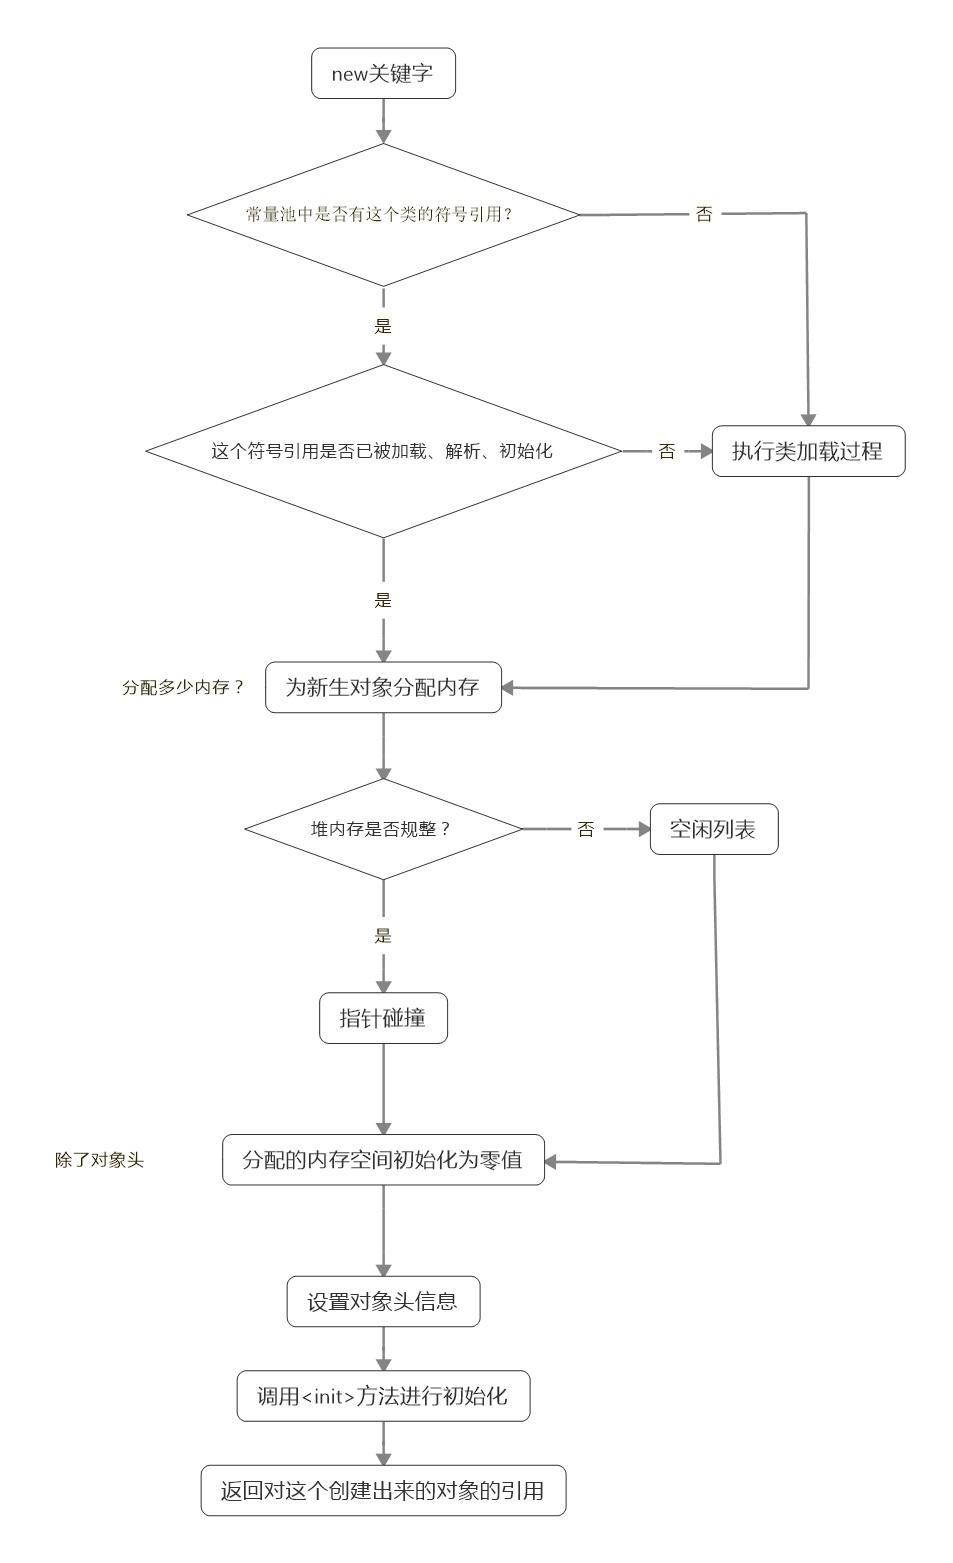 new关键字
常量池中是否有这个类的符号引用?
否
是
这个符号引用是否已被加载、解析、初始化
否
执行类加载过程
是
分配多少内存？
为新生对象分配内存
堆内存是否规整？
否
空闲列表
是
指针碰撞
除了对象头
分配的内存空间初始化为零值
设置对象头信息
调用<init>方法进行初始化
返回对这个创建出来的对象的引用